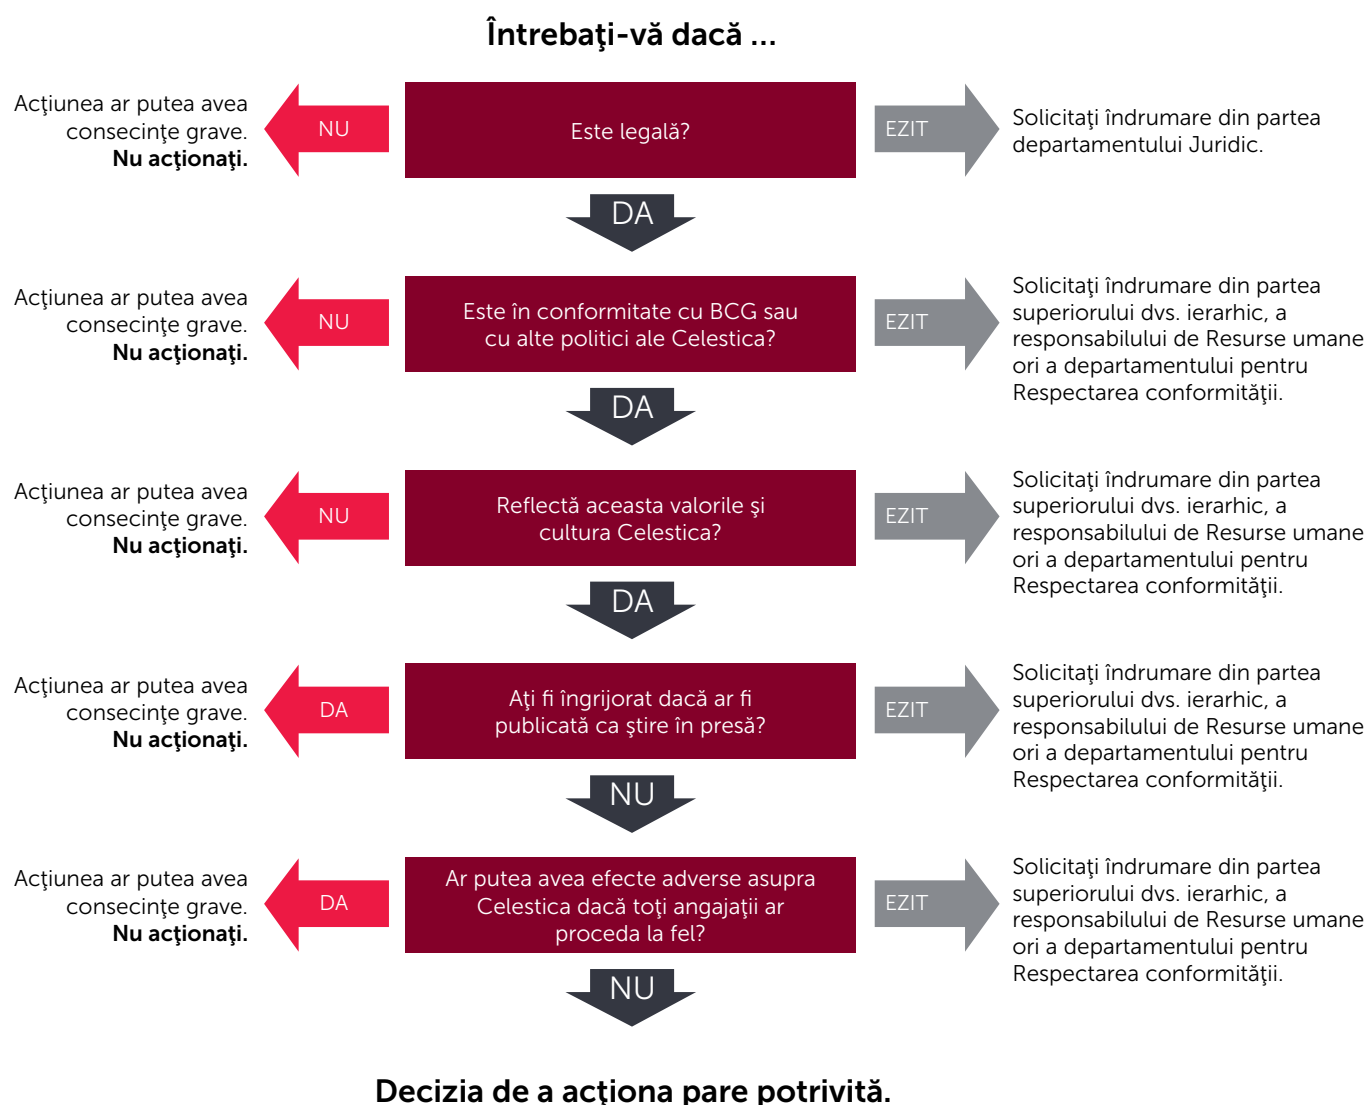 Întrebaţi-vă dacă ...
Acţiunea ar putea avea
consecinţe grave.
Nu acţionaţi.
NU
Este legală?
EZIT
Solicitaţi îndrumare din partea
departamentului Juridic.
DA
Acţiunea ar putea avea
consecinţe grave.
Nu acţionaţi.
NU
Este în conformitate cu BCG sau
cu alte politici ale Celestica?
EZIT
Solicitaţi îndrumare din partea
superiorului dvs. ierarhic, a
responsabilului de Resurse umane
ori a departamentului pentru
Respectarea conformităţii.
DA
Acţiunea ar putea avea
consecinţe grave.
Nu acţionaţi.
NU
Reflectă aceasta valorile şi
cultura Celestica?
EZIT
Solicitaţi îndrumare din partea
superiorului dvs. ierarhic, a
responsabilului de Resurse umane
ori a departamentului pentru
Respectarea conformităţii.
DA
Acţiunea ar putea avea
consecinţe grave.
Nu acţionaţi.
DA
Aţi fi îngrijorat dacă ar fi
publicată ca ştire în presă?
EZIT
Solicitaţi îndrumare din partea
superiorului dvs. ierarhic, a
responsabilului de Resurse umane
ori a departamentului pentru
Respectarea conformităţii.
NU
Acţiunea ar putea avea
consecinţe grave.
Nu acţionaţi.
DA
Ar putea avea efecte adverse asupra
Celestica dacă toţi angajaţii ar
proceda la fel?
EZIT
Solicitaţi îndrumare din partea
superiorului dvs. ierarhic, a
responsabilului de Resurse umane
ori a departamentului pentru
Respectarea conformităţii.
NU
Decizia de a acţiona pare potrivită.